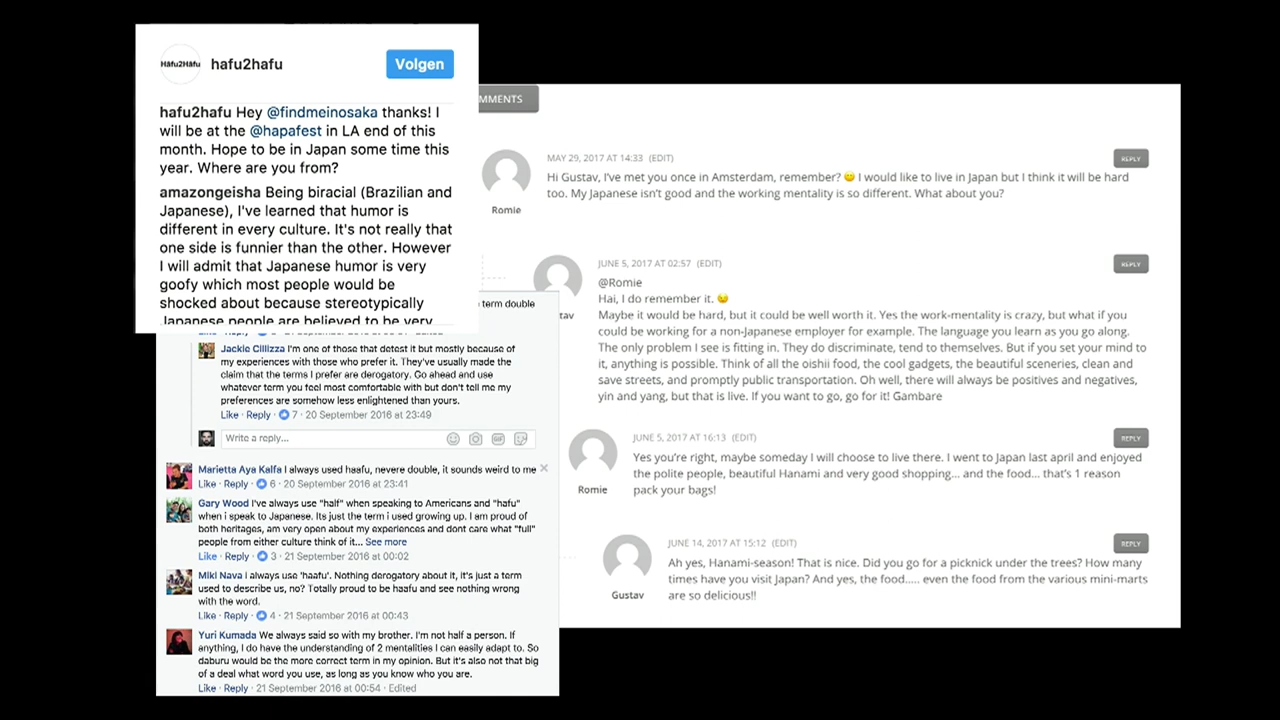 Hāfu2Hāfu
hafu2hafu
Volgen
hafu2hafu Hey @findmeinosaka thanks! I
will be at the @hapafest in LA end of this
month. Hope to be in Japan some time this
year. Where are you from?
amazongeisha Being biracial (Brazilian and
Japanese), I've learned that humor is
different in every culture. It's not really that
one side is funnier than the other. However
I will admit that Japanese humor is very
goofy which most people would be
shocked about because stereotypically
Japanese people are believed to be very
term double
Jackie Cillizza I'm one of those that detest it but mostly because of
my experiences with those who prefer it. They've usually made the
claim that the terms I prefer are derogatory. Go ahead and use
whatever term you feel most comfortable with but don't tell me my
preferences are somehow less enlightened than yours.
Like · Reply · 7 · 20 September 2016 at 23:49
Write a reply...
Marietta Aya Kalfa I always used haafu, nevere double, it sounds weird to me
Like · Reply · 6 · 20 September 2016 at 23:41
Gary Wood I've always use "half" when speaking to Americans and "hafu"
when i speak to Japanese. Its just the term i used growing up. I am proud of
both heritages, am very open about my experiences and dont care what "full"
people from either culture think of it... See more
Like · Reply · 3 · 21 September 2016 at 00:02
Miki Nava I always use 'haafu'. Nothing derogatory about it, it's just a term
used to describe us, no? Totally proud to be haafu and see nothing wrong
with the word.
Like · Reply · 4 · 21 September 2016 at 00:43
Yuri Kumada We always said so with my brother. I'm not half a person. If
anything, I do have the understanding of 2 mentalities I can easily adapt to. So
daburu would be the more correct term in my opinion. But it's also not that big
of a deal what word you use, as long as you know who you are.
Like · Reply · 21 September 2016 at 00:54 · Edited
MMENTS
MAY 29, 2017 AT 14:33 (EDIT)
REPLY
Hi Gustav, I've met you once in Amsterdam, remember? I would like to live in Japan but I think it will be hard
too. My Japanese isn't good and the working mentality is so different. What about you?
Romie
JUNE 5, 2017 AT 02:57 (EDIT)
REPLY
@Romie
Hai, I do remember it.
tav
Maybe it would be hard, but it could be well worth it. Yes the work-mentality is crazy, but what if you
could be working for a non-Japanese employer for example. The language you learn as you go along.
The only problem I see is fitting in. They do discriminate, tend to themselves. But if you set your mind to
it, anything is possible. Think of all the oishii food, the cool gadgets, the beautiful sceneries, clean and
save streets, and promptly public transportation. Oh well, there will always be positives and negatives,
yin and yang, but that is live. If you want to go, go for it! Gambare
JUNE 5, 2017 AT 16:13 (EDIT)
REPLY
Yes you're right, maybe someday I will choose to live there. I went to Japan last april and enjoyed
the polite people, beautiful Hanami and very good shopping... and the food... that's 1 reason
pack your bags!
Romie
JUNE 14, 2017 AT 15:12 (EDIT)
REPLY
Ah yes, Hanami-season! That is nice. Did you go for a picknick under the trees? How many
times have you visit Japan? And yes, the food..... even the food from the various mini-marts
are so delicious!!
Gustav